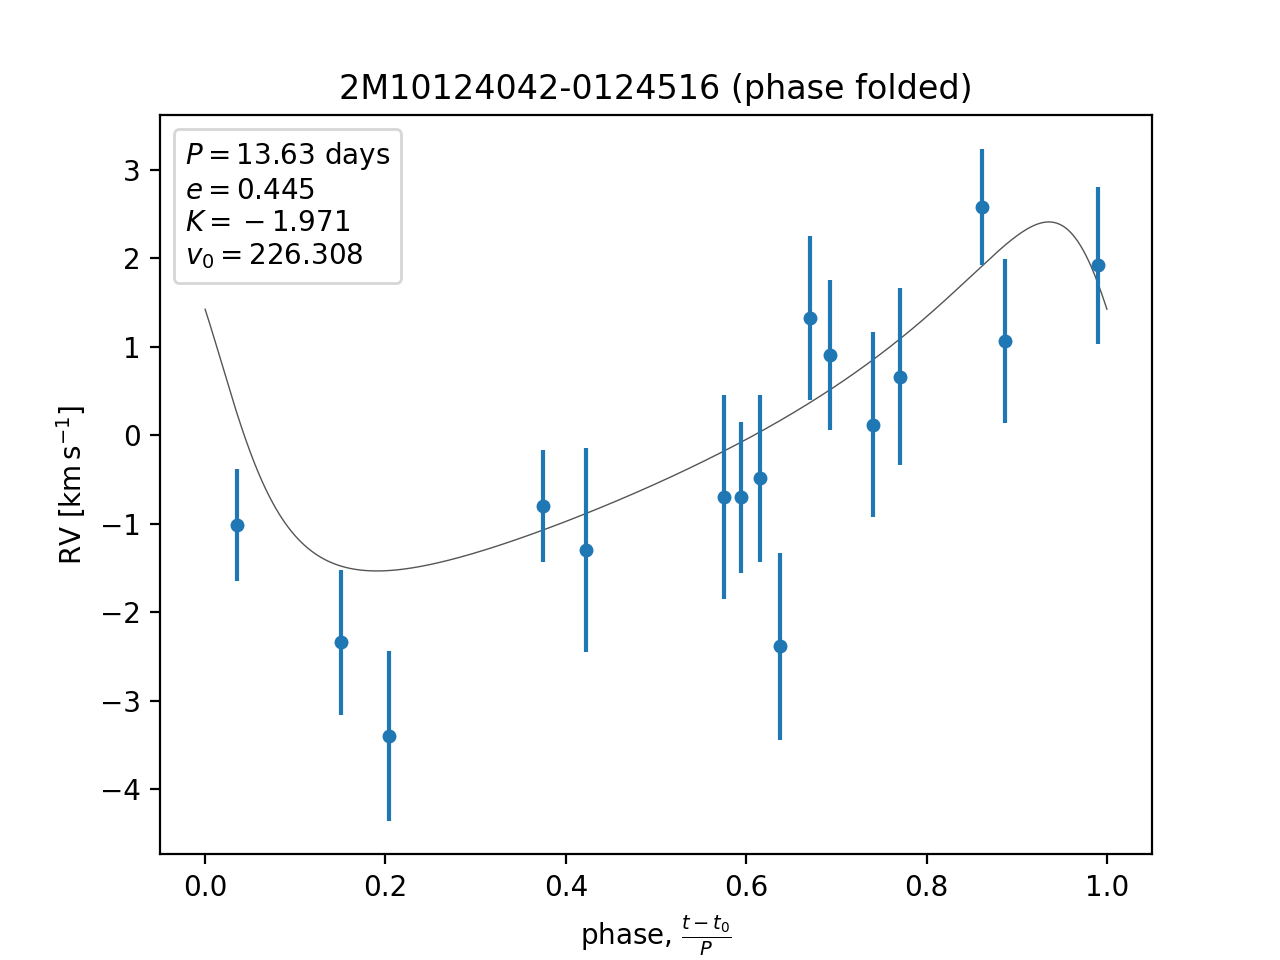 2M10124042-0124516 (phase folded)
P = 13.63 days
e = 0.445
K = −1.971
v₀ = 226.308
3
2
1
0
−1
−2
−3
−4
RV [km s⁻¹]
0.0 0.2 0.4 0.6 0.8 1.0
phase, (t − t₀)/P